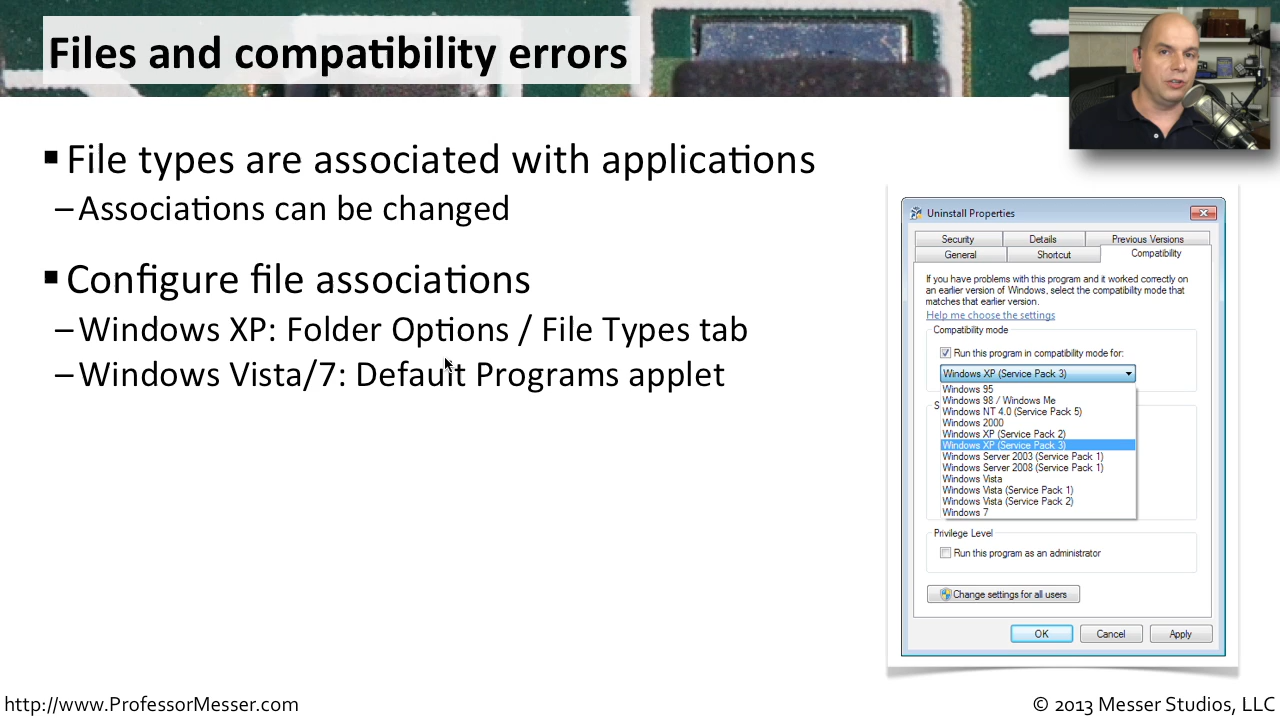 Files and compatibility errors
▪ File types are associated with applications
– Associations can be changed
▪ Configure file associations
– Windows XP: Folder Options / File Types tab
– Windows Vista/7: Default Programs applet
Uninstall Properties
Security Details Previous Versions
General Shortcut Compatibility
If you have problems with this program and it worked correctly on
an earlier version of Windows, select the compatibility mode that
matches that earlier version.
Help me choose the settings
Compatibility mode
Run this program in compatibility mode for:
Windows XP (Service Pack 3)
Windows 95
Windows 98 / Windows Me
Windows NT 4.0 (Service Pack 5)
Windows 2000
Windows XP (Service Pack 2)
Windows XP (Service Pack 3)
Windows Server 2003 (Service Pack 1)
Windows Server 2008 (Service Pack 1)
Windows Vista
Windows Vista (Service Pack 1)
Windows Vista (Service Pack 2)
Windows 7
Privilege Level
Run this program as an administrator
Change settings for all users
OK Cancel Apply
http://www.ProfessorMesser.com
© 2013 Messer Studios, LLC